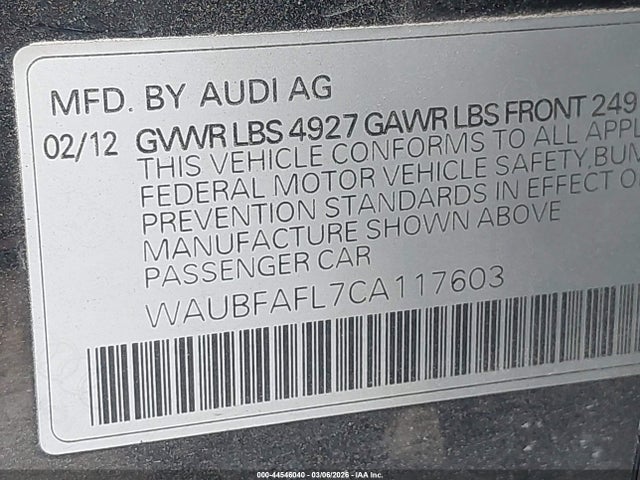 MFD. BY AUDI AG
02/12 GVWR LBS 4927 GAWR LBS FRONT 249
THIS VEHICLE CONFORMS TO ALL APPL
FEDERAL MOTOR VEHICLE SAFETY, BUM
PREVENTION STANDARDS IN EFFECT O
MANUFACTURE SHOWN ABOVE
PASSENGER CAR
WAUBFAFL7CA117603
000-44546040 - 03/06/2026 - IAA Inc.